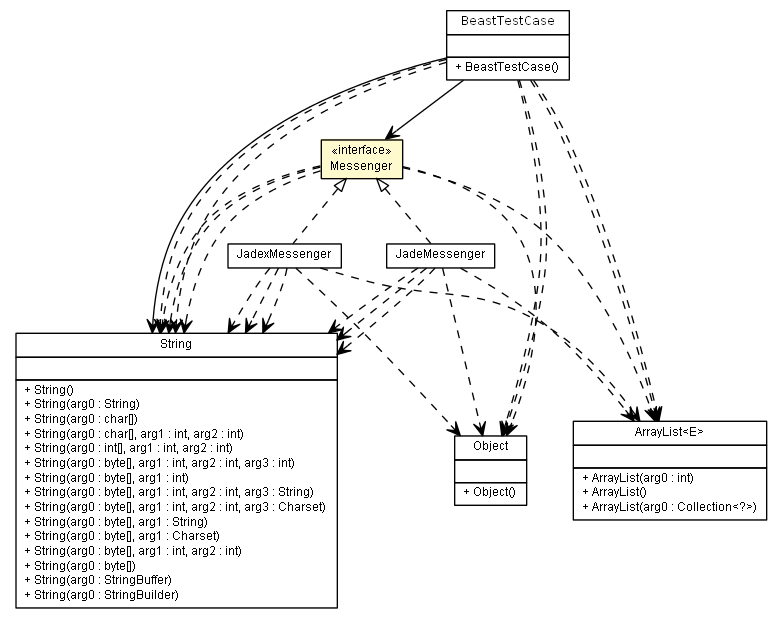 BeastTestCase
+ BeastTestCase()
«interface»
Messenger
JadexMessenger
JadeMessenger
String
+ String()
+ String(arg0 : String)
+ String(arg0 : char[])
+ String(arg0 : char[], arg1 : int, arg2 : int)
+ String(arg0 : int[], arg1 : int, arg2 : int)
+ String(arg0 : byte[], arg1 : int, arg2 : int, arg3 : int)
+ String(arg0 : byte[], arg1 : int)
+ String(arg0 : byte[], arg1 : int, arg2 : int, arg3 : String)
+ String(arg0 : byte[], arg1 : int, arg2 : int, arg3 : Charset)
+ String(arg0 : byte[], arg1 : String)
+ String(arg0 : byte[], arg1 : Charset)
+ String(arg0 : byte[], arg1 : int, arg2 : int)
+ String(arg0 : byte[])
+ String(arg0 : StringBuffer)
+ String(arg0 : StringBuilder)
Object
+ Object()
ArrayList<E>
+ ArrayList(arg0 : int)
+ ArrayList()
+ ArrayList(arg0 : Collection<?>)